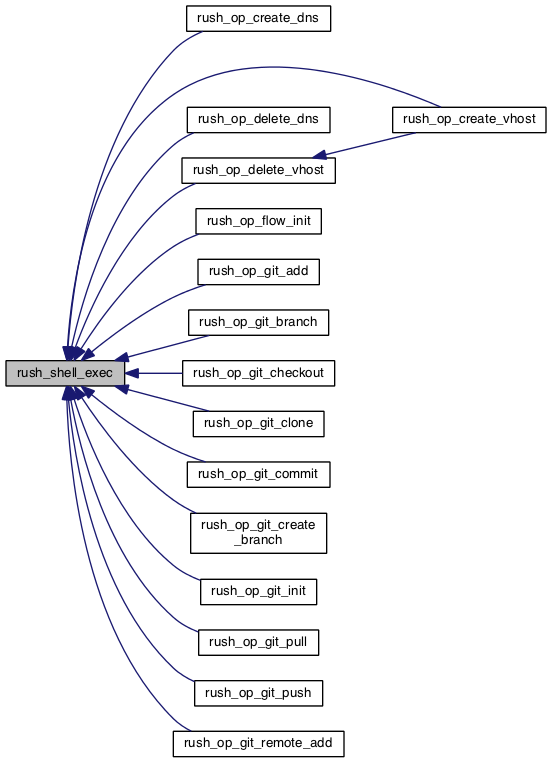 rush_op_create_dns
rush_op_delete_dns
rush_op_create_vhost
rush_op_delete_vhost
rush_op_flow_init
rush_op_git_add
rush_op_git_branch
rush_shell_exec
rush_op_git_checkout
rush_op_git_clone
rush_op_git_commit
rush_op_git_create
_branch
rush_op_git_init
rush_op_git_pull
rush_op_git_push
rush_op_git_remote_add